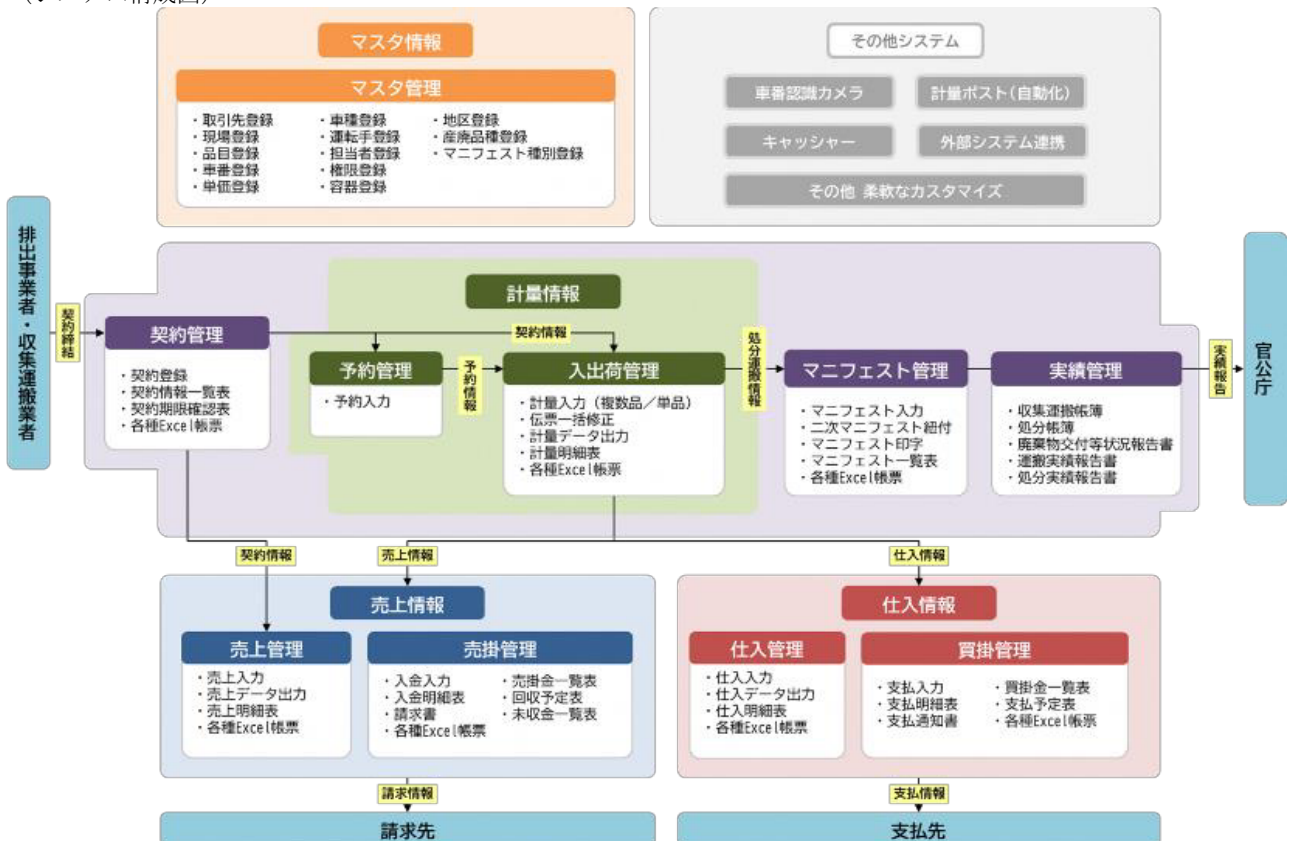 マスタ情報
マスタ管理
・取引先登録
・現場登録
・品目登録
・車番登録
・単価登録
・車種登録
・運転手登録
・担当者登録
・権限登録
・容器登録
・地区登録
・産廃品種登録
・マニフェスト種別登録
その他システム
車番認識カメラ
計量ポスト(自動化)
キャッシャー
外部システム連携
その他 柔軟なカスタマイズ
排出事業者・収集運搬業者
契約締結
契約管理
・契約登録
・契約情報一覧表
・契約期限確認表
・各種Excel帳票
計量情報
契約情報
予約管理
・予約入力
予約情報
入出荷管理
・計量入力（複数品／単品）
・伝票一括修正
・計量データ出力
・計量明細表
・各種Excel帳票
処分運搬情報
マニフェスト管理
・マニフェスト入力
・二次マニフェスト紐付
・マニフェスト印字
・マニフェスト一覧表
・各種Excel帳票
実績管理
・収集運搬帳簿
・処分帳簿
・廃棄物交付等状況報告書
・運搬実績報告書
・処分実績報告書
実績報告
官公庁
契約情報
売上情報
仕入情報
売上情報
売上管理
・売上入力
・売上データ出力
・売上明細表
・各種Excel帳票
売掛管理
・入金入力
・入金明細表
・請求書
・各種Excel帳票
・売掛金一覧表
・回収予定表
・未収金一覧表
仕入情報
仕入管理
・仕入入力
・仕入データ出力
・仕入明細表
・各種Excel帳票
買掛管理
・支払入力
・支払明細表
・支払通知書
・買掛金一覧表
・支払予定表
・各種Excel帳票
請求情報
支払情報
請求先
支払先